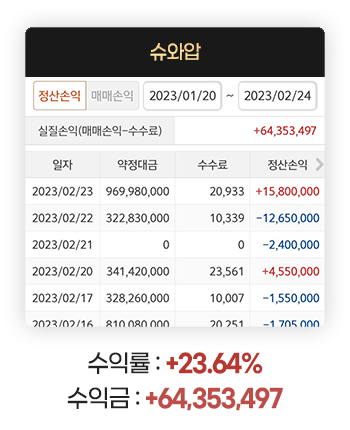 슈와압
정산손익 매매손익 2023/01/20 ~ 2023/02/24
실질손익(매매손익-수수료) +64,353,497
일자 약정대금 수수료 정산손익
2023/02/23 969,980,000 20,933 +15,800,000
2023/02/22 322,830,000 10,339 -12,650,000
2023/02/21 0 0 -2,400,000
2023/02/20 341,420,000 23,561 +4,550,000
2023/02/17 328,260,000 10,007 -1,550,000
2023/02/16 810,080,000 20,251 -1,705,000
수익률 : +23.64%
수익금 : +64,353,497